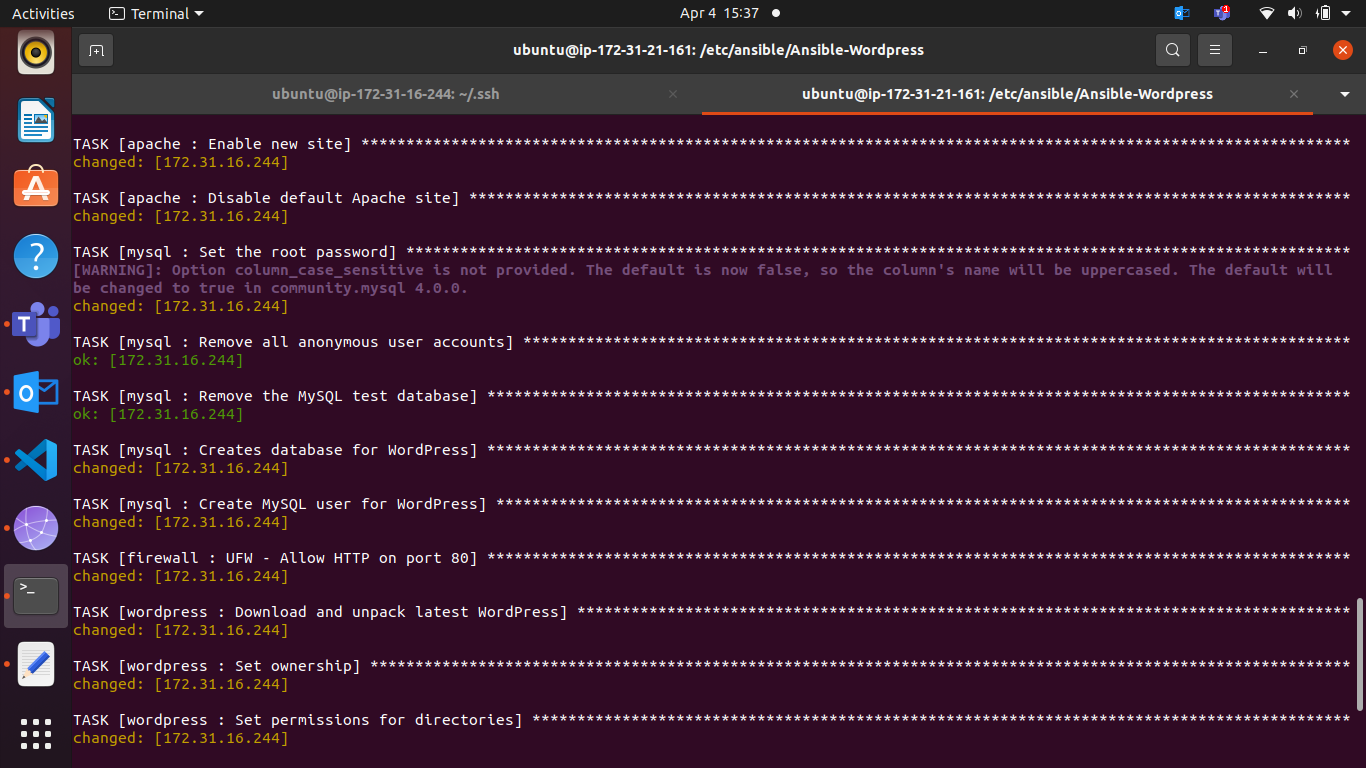 Activities
Terminal
Apr 4 15:37
1
ubuntu@ip-172-31-21-161: /etc/ansible/Ansible-Wordpress
ubuntu@ip-172-31-16-244: ~/.ssh
ubuntu@ip-172-31-21-161: /etc/ansible/Ansible-Wordpress
TASK [apache : Enable new site] **************************************************************************************************************
changed: [172.31.16.244]
TASK [apache : Disable default Apache site] **************************************************************************************************
changed: [172.31.16.244]
TASK [mysql : Set the root password] *********************************************************************************************************
[WARNING]: Option column_case_sensitive is not provided. The default is now false, so the column's name will be uppercased. The default will
be changed to true in community.mysql 4.0.0.
changed: [172.31.16.244]
TASK [mysql : Remove all anonymous user accounts] ********************************************************************************************
ok: [172.31.16.244]
TASK [mysql : Remove the MySQL test database] ************************************************************************************************
ok: [172.31.16.244]
TASK [mysql : Creates database for WordPress] ************************************************************************************************
changed: [172.31.16.244]
TASK [mysql : Create MySQL user for WordPress] ***********************************************************************************************
changed: [172.31.16.244]
TASK [firewall : UFW - Allow HTTP on port 80] ************************************************************************************************
changed: [172.31.16.244]
TASK [wordpress : Download and unpack latest WordPress] **************************************************************************************
changed: [172.31.16.244]
TASK [wordpress : Set ownership] *************************************************************************************************************
changed: [172.31.16.244]
TASK [wordpress : Set permissions for directories] *******************************************************************************************
changed: [172.31.16.244]